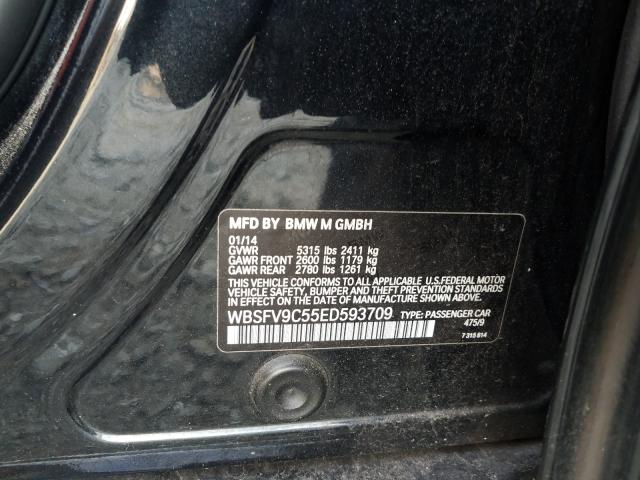 MFD BY BMW M GMBH
01/14
GVWR 5315 lbs 2411 kg
GAWR FRONT 2600 lbs 1179 kg
GAWR REAR 2780 lbs 1261 kg
THIS VEHICLE CONFORMS TO ALL APPLICABLE U.S.FEDERAL MOTOR
VEHICLE SAFETY, BUMPER AND THEFT PREVENTION STANDARDS IN
EFFECT ON THE DATE OF MANUFACTURE SHOWN ABOVE.
WBSFV9C55ED593709 TYPE: PASSENGER CAR
475/9
7 315 814